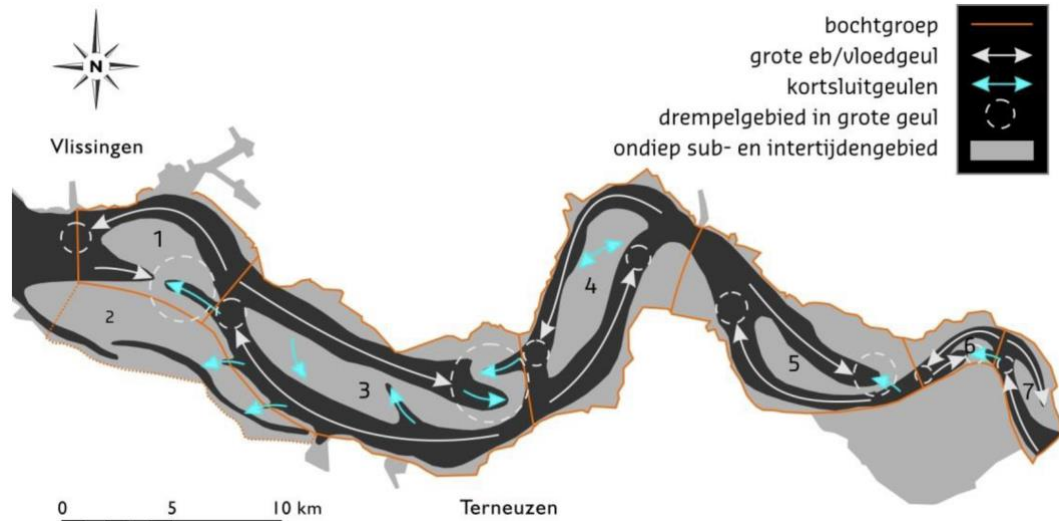 bochtgroep
grote eb/vloedgeul
kortsluitgeulen
drempelgebied in grote geul
ondiep sub- en intertijdengebied
N
Vlissingen
1
2
3
4
5
6
7
0 5 10 km
Terneuzen